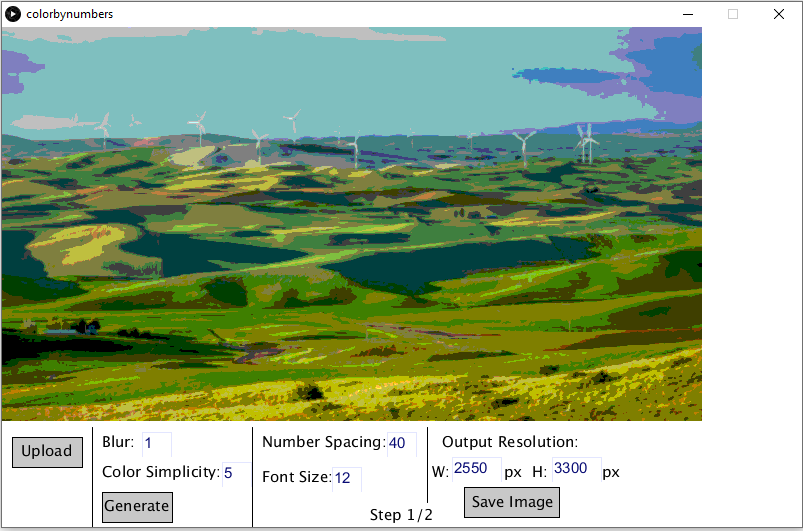 colorbynumbers
Upload
Blur: 1
Color Simplicity: 5
Generate
Number Spacing: 40
Font Size: 12
Step 1/2
Output Resolution:
W: 2550 px H: 3300 px
Save Image